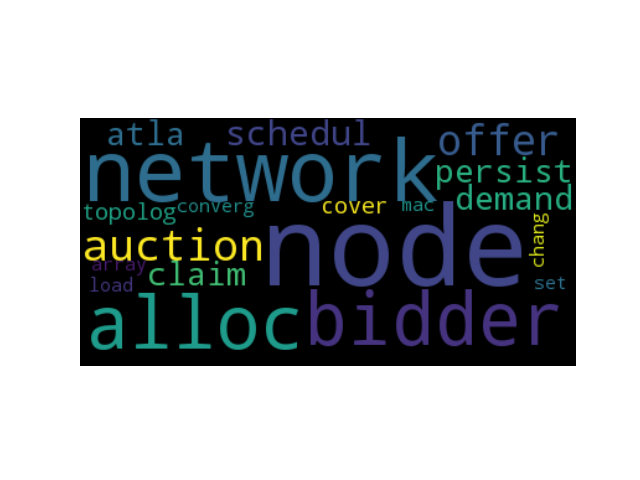 atla schedul offer
network persist
demand
topolog converg cover mac
auction node chang
array claim
load set
alloc bidder